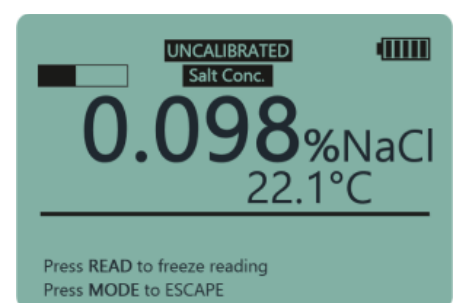 UNCALIBRATED
Salt Conc.
0.098%NaCl
22.1°C
Press READ to freeze reading
Press MODE to ESCAPE